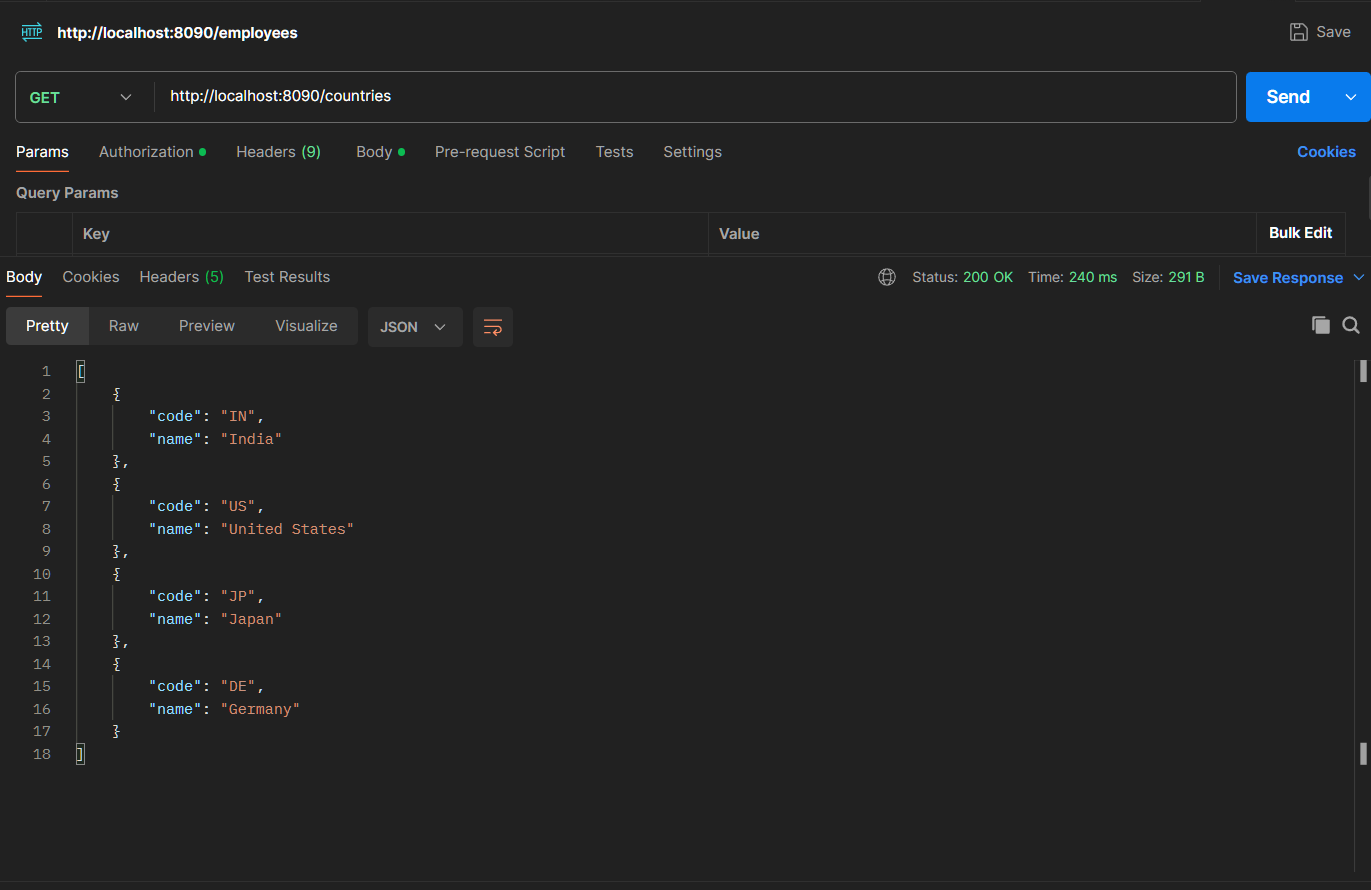 HTTP http://localhost:8090/employees Save
GET http://localhost:8090/countries Send
Params Authorization Headers (9) Body Pre-request Script Tests Settings Cookies
Query Params
Key Value Bulk Edit
Body Cookies Headers (5) Test Results Status: 200 OK Time: 240 ms Size: 291 B Save Response
Pretty Raw Preview Visualize JSON
1 [
2 {
3 "code": "IN",
4 "name": "India"
5 },
6 {
7 "code": "US",
8 "name": "United States"
9 },
10 {
11 "code": "JP",
12 "name": "Japan"
13 },
14 {
15 "code": "DE",
16 "name": "Germany"
17 }
18 ]